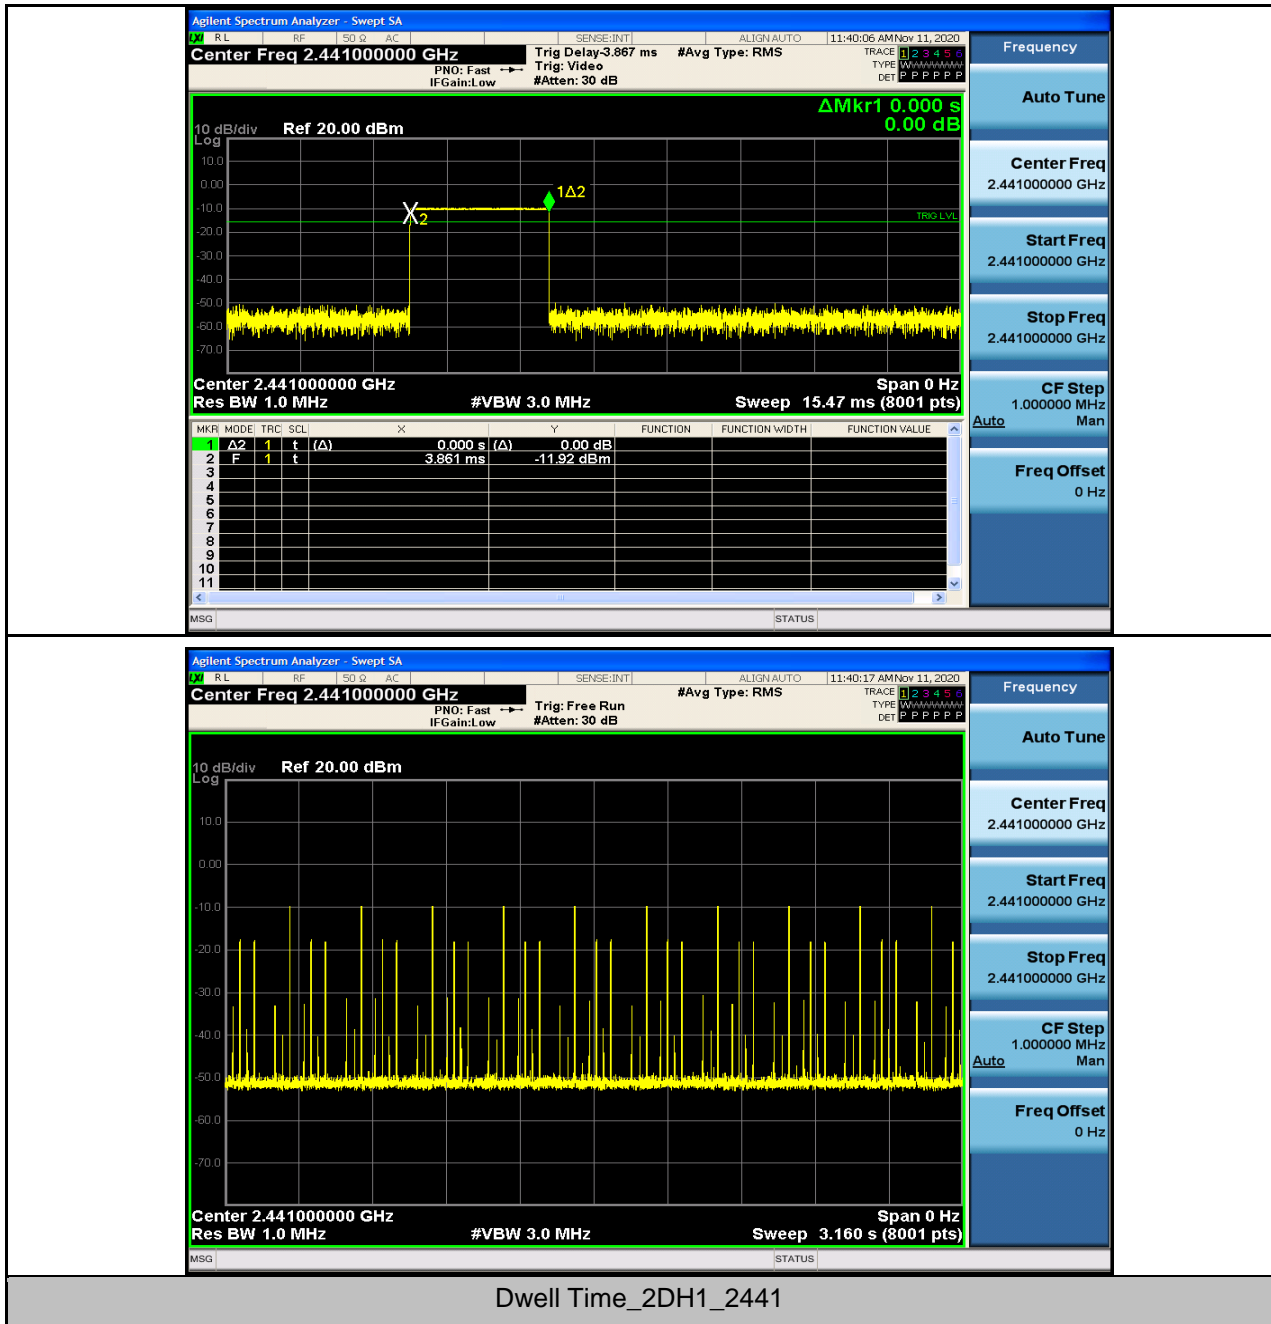 Agilent Spectrum Analyzer - Swept SA
LXI RL RF 50 Ω AC SENSE:INT ALIGN AUTO 11:40:06 AM Nov 11, 2020
Center Freq 2.441000000 GHz
PNO: Fast
IFGain:Low
Trig Delay-3.867 ms
Trig: Video
#Atten: 30 dB
#Avg Type: RMS
TRACE 1 2 3 4 5 6
TYPE W
DET P P P P P P
ΔMkr1 0.000 s
0.00 dB
10 dB/div Ref 20.00 dBm
Log
10.0
0.00
-10.0
-20.0
-30.0
-40.0
-50.0
-60.0
-70.0
1Δ2
X2
TRIG LVL
Center 2.441000000 GHz Span 0 Hz
Res BW 1.0 MHz #VBW 3.0 MHz Sweep 15.47 ms (8001 pts)
MKR MODE TRC SCL X Y FUNCTION FUNCTION WIDTH FUNCTION VALUE
1 Δ2 1 t (Δ) 0.000 s (Δ) 0.00 dB
2 F 1 t 3.861 ms -11.92 dBm
3
4
5
6
7
8
9
10
11
MSG STATUS
Frequency
Auto Tune
Center Freq
2.441000000 GHz
Start Freq
2.441000000 GHz
Stop Freq
2.441000000 GHz
CF Step
1.000000 MHz
Auto Man
Freq Offset
0 Hz
Agilent Spectrum Analyzer - Swept SA
LXI RL RF 50 Ω AC SENSE:INT ALIGN AUTO 11:40:17 AM Nov 11, 2020
Center Freq 2.441000000 GHz
PNO: Fast
IFGain:Low
Trig: Free Run
#Atten: 30 dB
#Avg Type: RMS
TRACE 1 2 3 4 5 6
TYPE W
DET P P P P P P
10 dB/div Ref 20.00 dBm
Log
10.0
0.00
-10.0
-20.0
-30.0
-40.0
-50.0
-60.0
-70.0
Center 2.441000000 GHz Span 0 Hz
Res BW 1.0 MHz #VBW 3.0 MHz Sweep 3.160 s (8001 pts)
MSG STATUS
Frequency
Auto Tune
Center Freq
2.441000000 GHz
Start Freq
2.441000000 GHz
Stop Freq
2.441000000 GHz
CF Step
1.000000 MHz
Auto Man
Freq Offset
0 Hz
Dwell Time_2DH1_2441